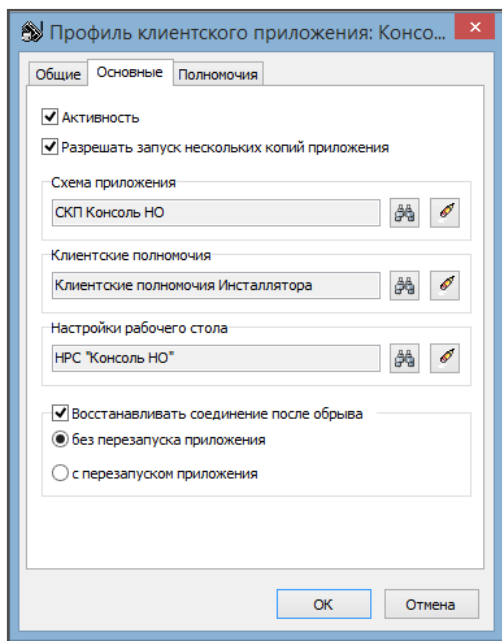 Профиль клиентского приложения: Консо...
Общие Основные Полномочия
Активность
Разрешать запуск нескольких копий приложения
Схема приложения
СКП Консоль НО
Клиентские полномочия
Клиентские полномочия Инсталлятора
Настройки рабочего стола
НРС "Консоль НО"
Восстанавливать соединение после обрыва
без перезапуска приложения
с перезапуском приложения
ОК Отмена